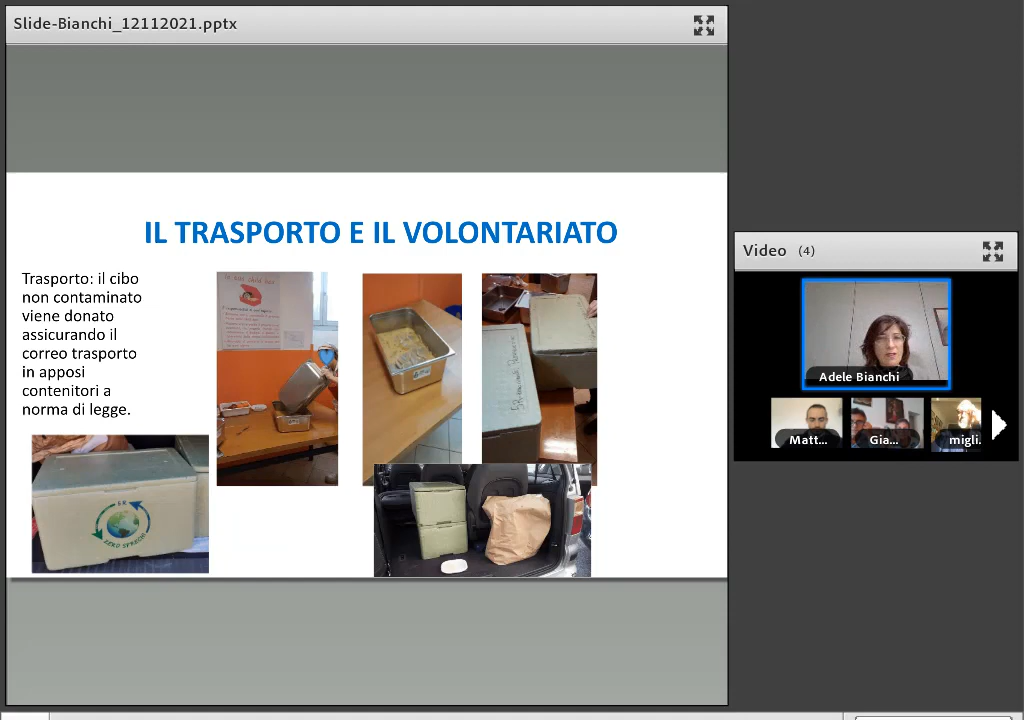 Slide-Bianchi_12112021.pptx
IL TRASPORTO E IL VOLONTARIATO
Trasporto: il cibo
non contaminato
viene donato
assicurando il
correo trasporto
in apposi
contenitori a
norma di legge.
ZERO SPRECHI
Video (4)
Adele Bianchi
Matt...
Gia...
migli.